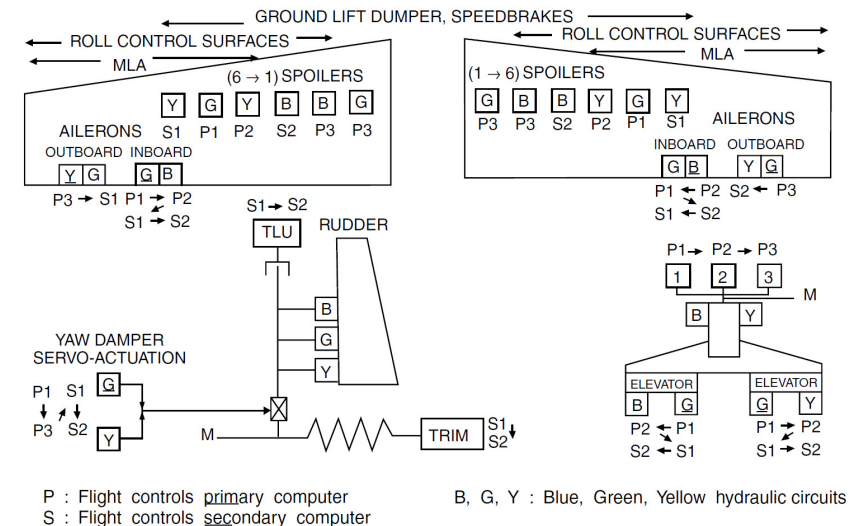 GROUND LIFT DUMPER, SPEEDBRAKES
ROLL CONTROL SURFACES
ROLL CONTROL SURFACES
MLA
MLA
(6 → 1) SPOILERS
Y G Y B B G
S1 P1 P2 S2 P3 P3
AILERONS
OUTBOARD INBOARD
Y G G B
P3 → S1 P1 → P2
S1 → S2
(1 → 6) SPOILERS
G B B Y G Y
P3 P3 S2 P2 P1 S1
AILERONS
INBOARD OUTBOARD
G B Y G
P1 ← P2 S2 ← P3
S1 ← S2
S1 → S2
TLU
RUDDER
B
G
Y
YAW DAMPER
SERVO-ACTUATION
G
P1 S1
P3 S2
Y
M
TRIM
S1
S2
P1 → P2 → P3
1 2 3
M
B Y
ELEVATOR ELEVATOR
B G G Y
P2 ← P1 P1 → P2
S2 ← S1 S1 → S2
P : Flight controls primary computer
S : Flight controls secondary computer
B, G, Y : Blue, Green, Yellow hydraulic circuits